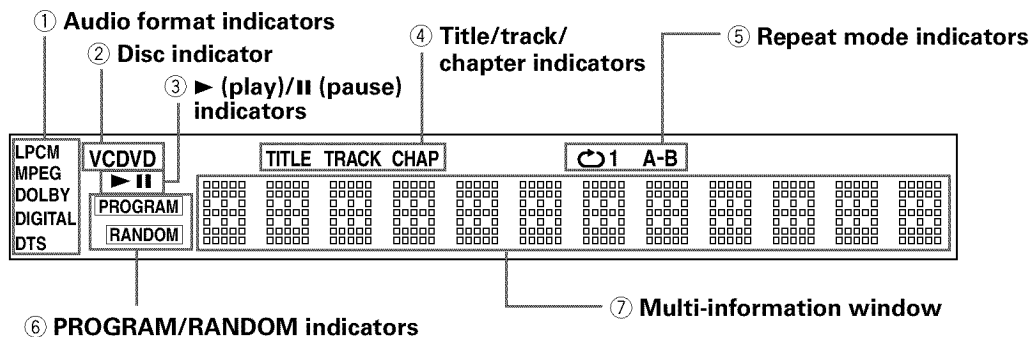 ① Audio format indicators
② Disc indicator
③ ► (play)/❙❙ (pause)
indicators
④ Title/track/
chapter indicators
⑤ Repeat mode indicators
LPCM
MPEG
DOLBY
DIGITAL
DTS
VCDVD
► ❙❙
PROGRAM
RANDOM
TITLE TRACK CHAP
1 A-B
⑥ PROGRAM/RANDOM indicators
⑦ Multi-information window